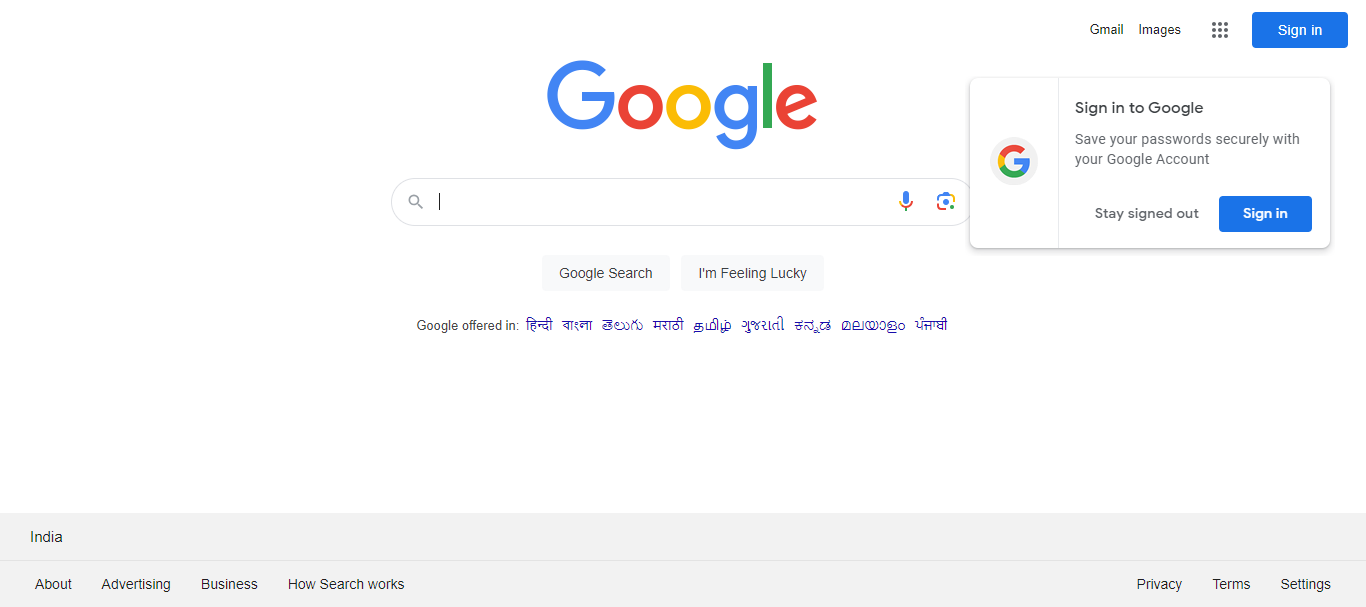 Gmail Images Sign in
Google
Sign in to Google
Save your passwords securely with
your Google Account
Stay signed out Sign in
Google Search I'm Feeling Lucky
Google offered in: हिन्दी বাংলা తెలుగు मराठी தமிழ் ગુજરાતી ಕನ್ನಡ മലയാളം ਪੰਜਾਬੀ
India
About Advertising Business How Search works Privacy Terms Settings